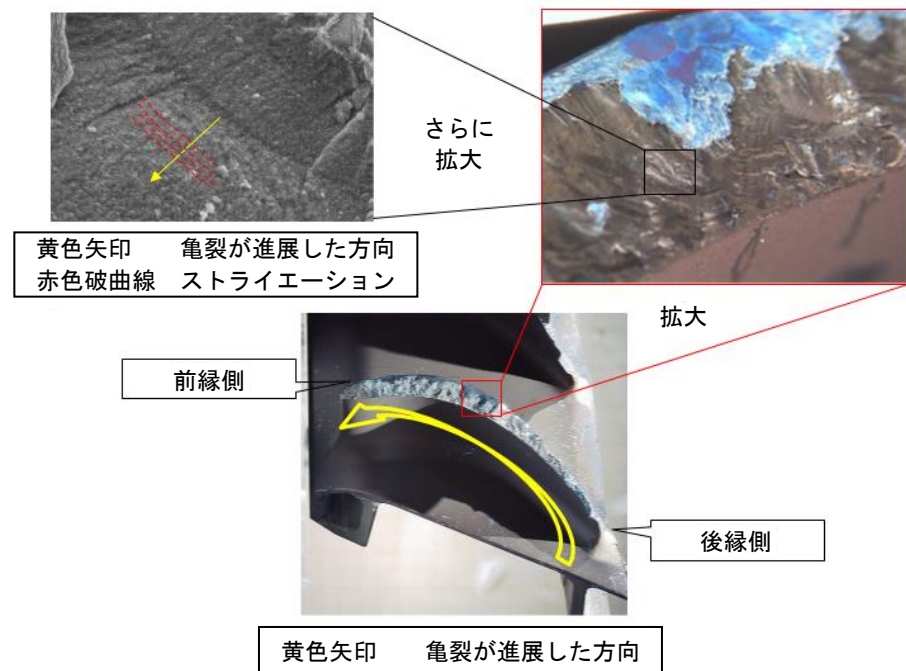 さらに
拡大
黄色矢印 亀裂が進展した方向
赤色破曲線 ストライエーション
拡大
前縁側
後縁側
黄色矢印 亀裂が進展した方向